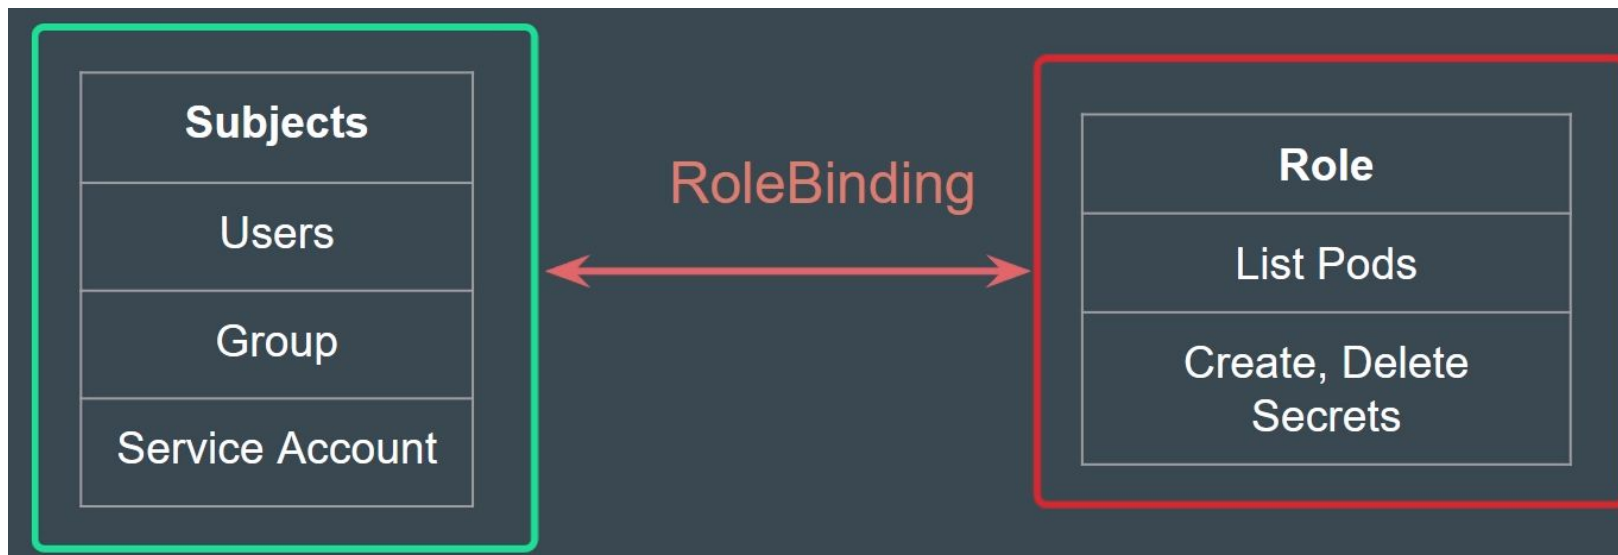 Subjects
Users
Group
Service Account
RoleBinding
Role
List Pods
Create, Delete
Secrets